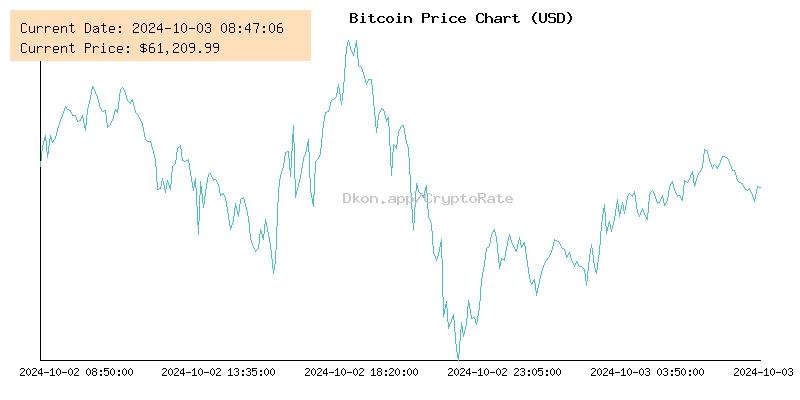 Bitcoin Price Chart (USD)
Current Date: 2024-10-03 08:47:06
Current Price: $61,209.99
Dkon.app/CryptoRate
2024-10-02 08:50:00 2024-10-02 13:35:00 2024-10-02 18:20:00 2024-10-02 23:05:00 2024-10-03 03:50:00 2024-10-03